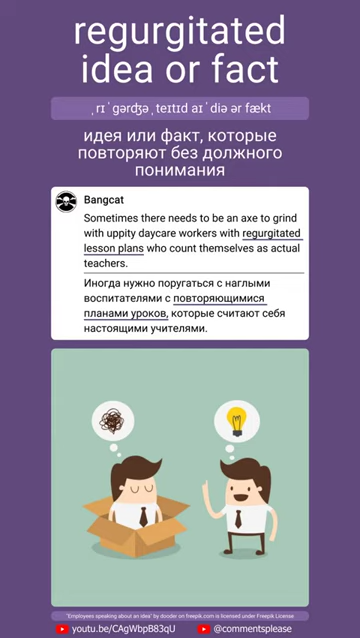 regurgitated
idea or fact
ˌrɪˈgərʤəˌteɪtɪd aɪˈdiə ər fækt
идея или факт, которые
повторяют без должного
понимания
Bangcat
Sometimes there needs to be an axe to grind
with uppity daycare workers with regurgitated
lesson plans who count themselves as actual
teachers.
Иногда нужно поругаться с наглыми
воспитателями с повторяющимися
планами уроков, которые считают себя
настоящими учителями.
"Employees speaking about an idea" by dooder on freepik.com is licensed under Freepik License
youtu.be/CAgWbpB83qU
@commentsplease